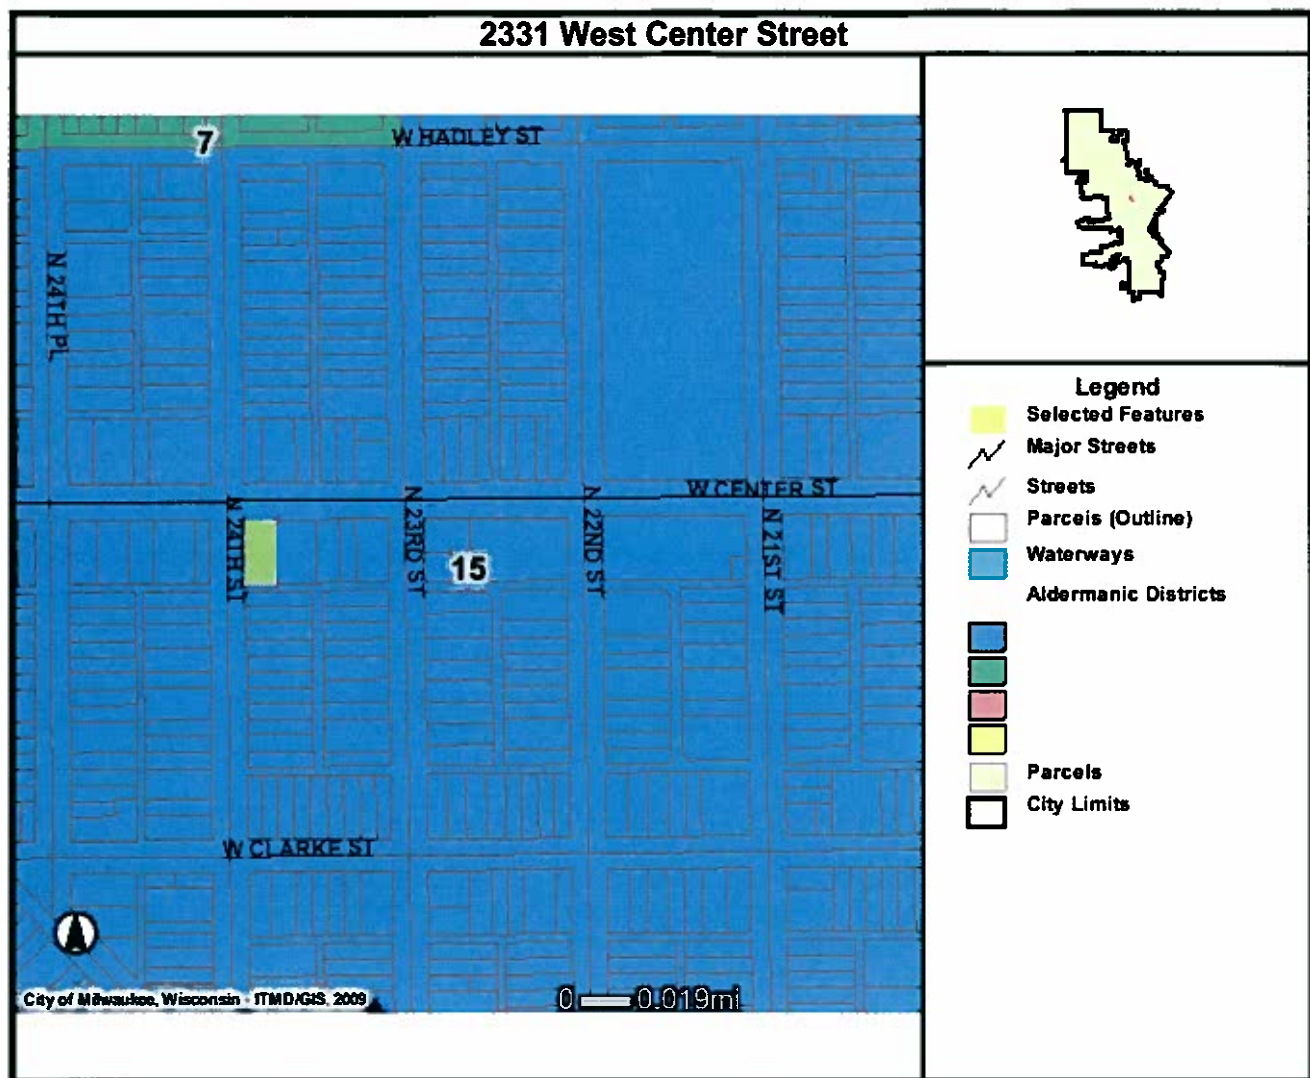 2331 West Center Street
7
W HADLEY ST
N 24TH PL
W CENTER ST
N 24TH ST
N 23RD ST
N 22ND ST
N 21ST ST
15
W CLARKE ST
City of Milwaukee, Wisconsin - ITMD/GIS, 2009
0 0.019mi
Legend
Selected Features
Major Streets
Streets
Parcels (Outline)
Waterways
Aldermanic Districts
Parcels
City Limits